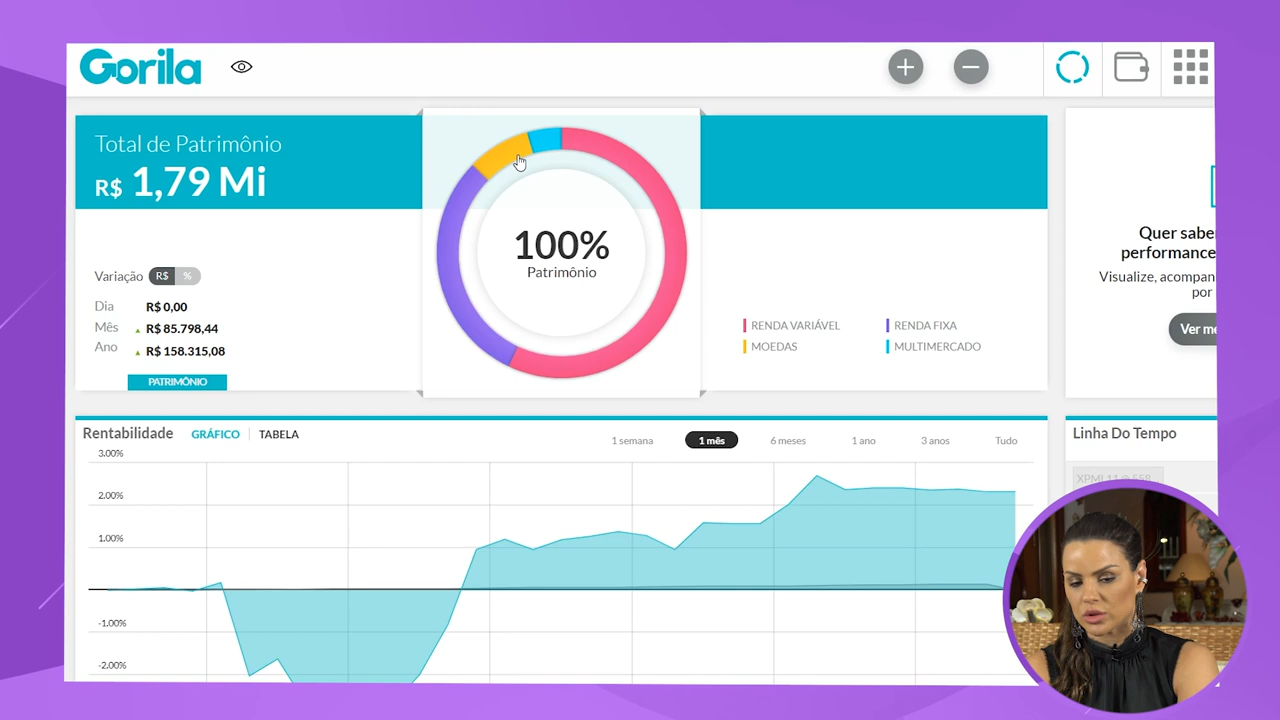 Gorila
Total de Patrimônio
R$ 1,79 Mi
100%
Patrimônio
Variação R$ %
Dia R$ 0,00
Mês R$ 85.798,44
Ano R$ 158.315,08
PATRIMÔNIO
RENDA VARIÁVEL RENDA FIXA
MOEDAS MULTIMERCADO
Quer sabe
performance
Visualize, acompan
por
Ver me
Rentabilidade GRÁFICO TABELA
1 semana 1 mês 6 meses 1 ano 3 anos Tudo
3.00%
2.00%
1.00%
-1.00%
-2.00%
Linha Do Tempo
XPML11 @ 558